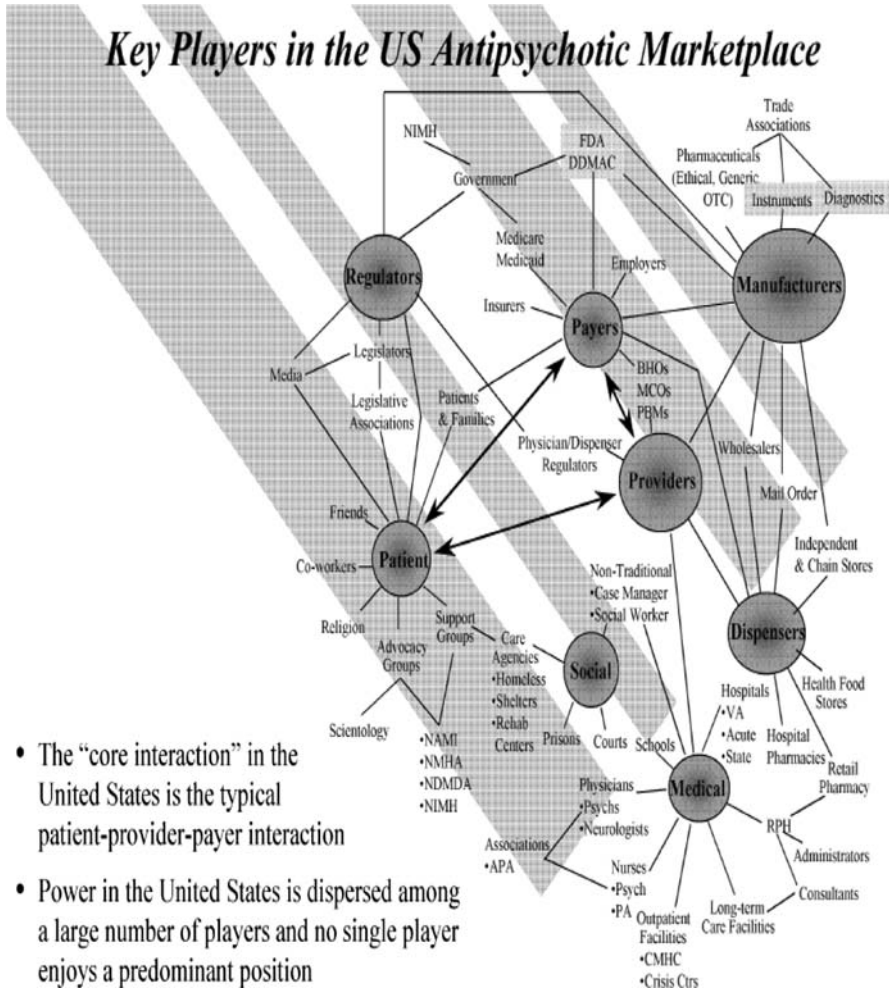 Key Players in the US Antipsychotic Marketplace
Trade
Associations
NIMH
FDA
DDMAC
Pharmaceuticals
(Ethical, Generic
OTC)
Instruments
Diagnostics
Government
Medicare
Medicaid
Employers
Regulators
Manufacturers
Insurers
Payers
Legislators
Media
BHOs
MCOs
PBMs
Legislative
Associations
Patients
& Families
Physician/Dispenser
Regulators
Wholesalers
Providers
Mail Order
Friends
Independent
& Chain Stores
Co-workers
Patient
Non-Traditional
•Case Manager
•Social Worker
Religion
Support
Groups
Advocacy
Groups
Care
Agencies
•Homeless
•Shelters
•Rehab
Centers
Social
Dispensers
Health Food
Stores
Scientology
•NAMI
•NMHA
•NDMDA
•NIMH
Prisons
Courts
Schools
Hospitals
•VA
•Acute
•State
Hospital
Pharmacies
Retail
Pharmacy
Physicians
•Psychs
•Neurologists
Medical
RPH
Associations
•APA
Administrators
Nurses
•Psych
•PA
Consultants
Outpatient
Facilities
•CMHC
•Crisis Ctrs
Long-term
Care Facilities
• The “core interaction” in the
United States is the typical
patient-provider-payer interaction
• Power in the United States is dispersed among
a large number of players and no single player
enjoys a predominant position